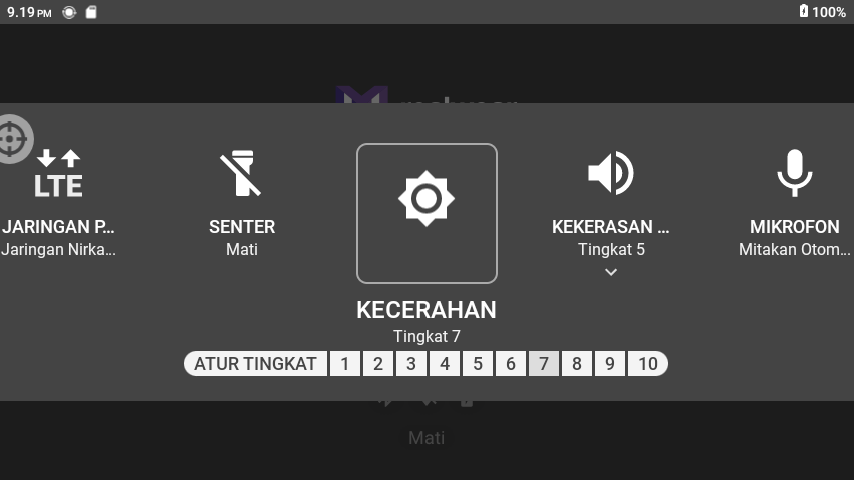 9.19 PM
100%
LTE
JARINGAN P...
Jaringan Nirka...
SENTER
Mati
KEKERASAN ...
Tingkat 5
MIKROFON
Mitakan Otom...
KECERAHAN
Tingkat 7
ATUR TINGKAT 1 2 3 4 5 6 7 8 9 10
Mati